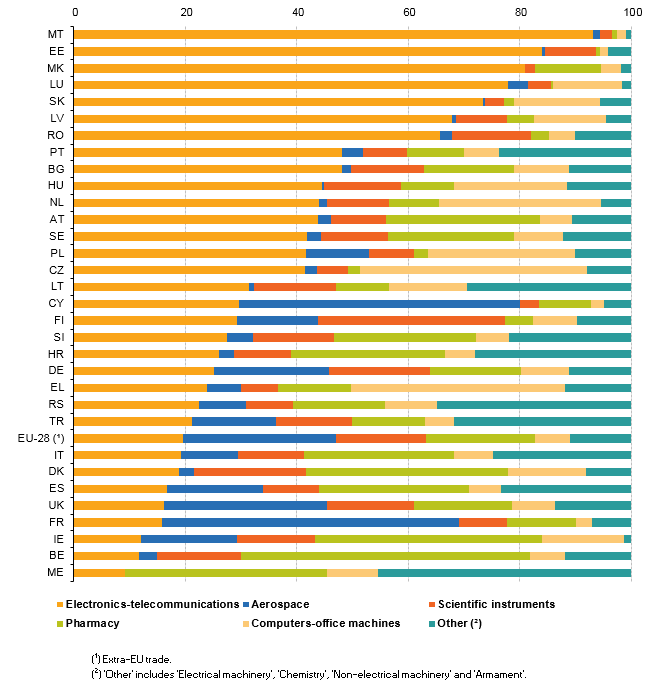 0 20 40 60 80 100
MT
EE
MK
LU
SK
LV
RO
PT
BG
HU
NL
AT
SE
PL
CZ
LT
CY
FI
SI
HR
DE
EL
RS
TR
EU-28 (¹)
IT
DK
ES
UK
FR
IE
BE
ME
Electronics-telecommunications Aerospace Scientific instruments
Pharmacy Computers-office machines Other (²)
(¹) Extra-EU trade.
(²) 'Other' includes 'Electrical machinery', 'Chemistry', 'Non-electrical machinery' and 'Armament'.